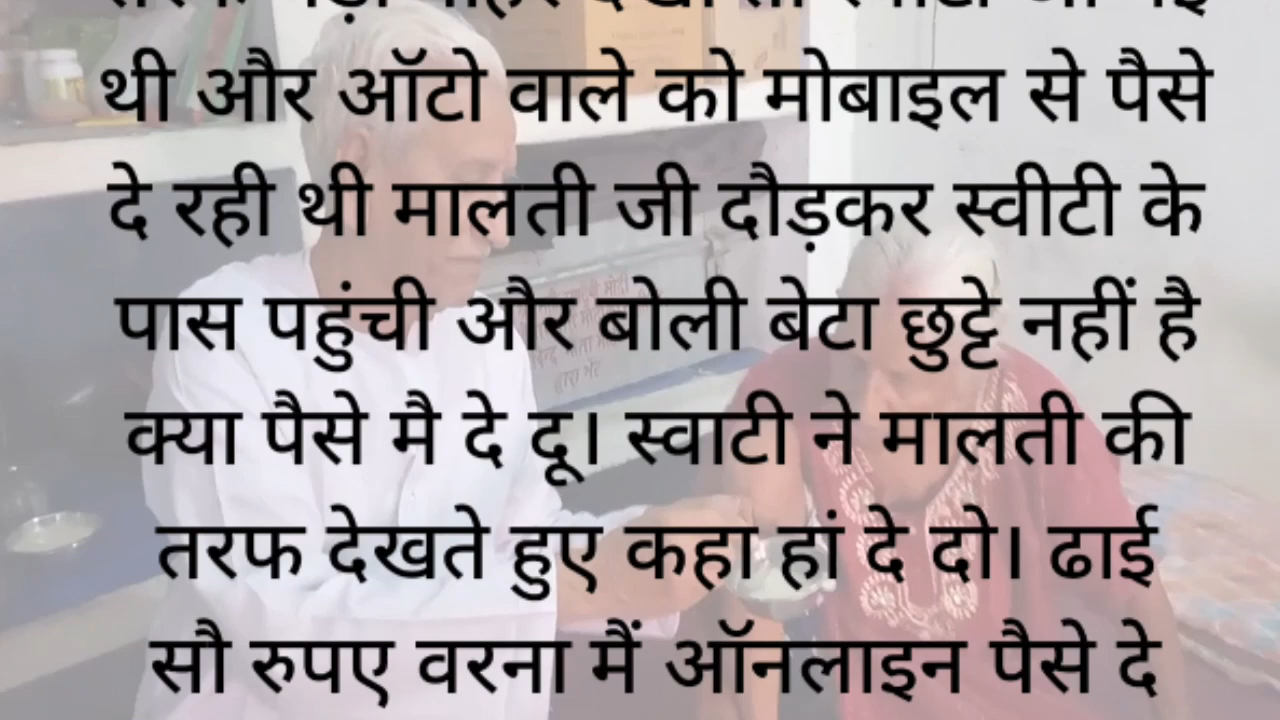 थी और ऑटो वाले को मोबाइल से पैसे
दे रही थी मालती जी दौड़कर स्वीटी के
पास पहुंची और बोली बेटा छुट्टे नहीं है
क्या पैसे मै दे दू। स्वाटी ने मालती की
तरफ देखते हुए कहा हां दे दो। ढाई
सौ रुपए वरना मैं ऑनलाइन पैसे दे